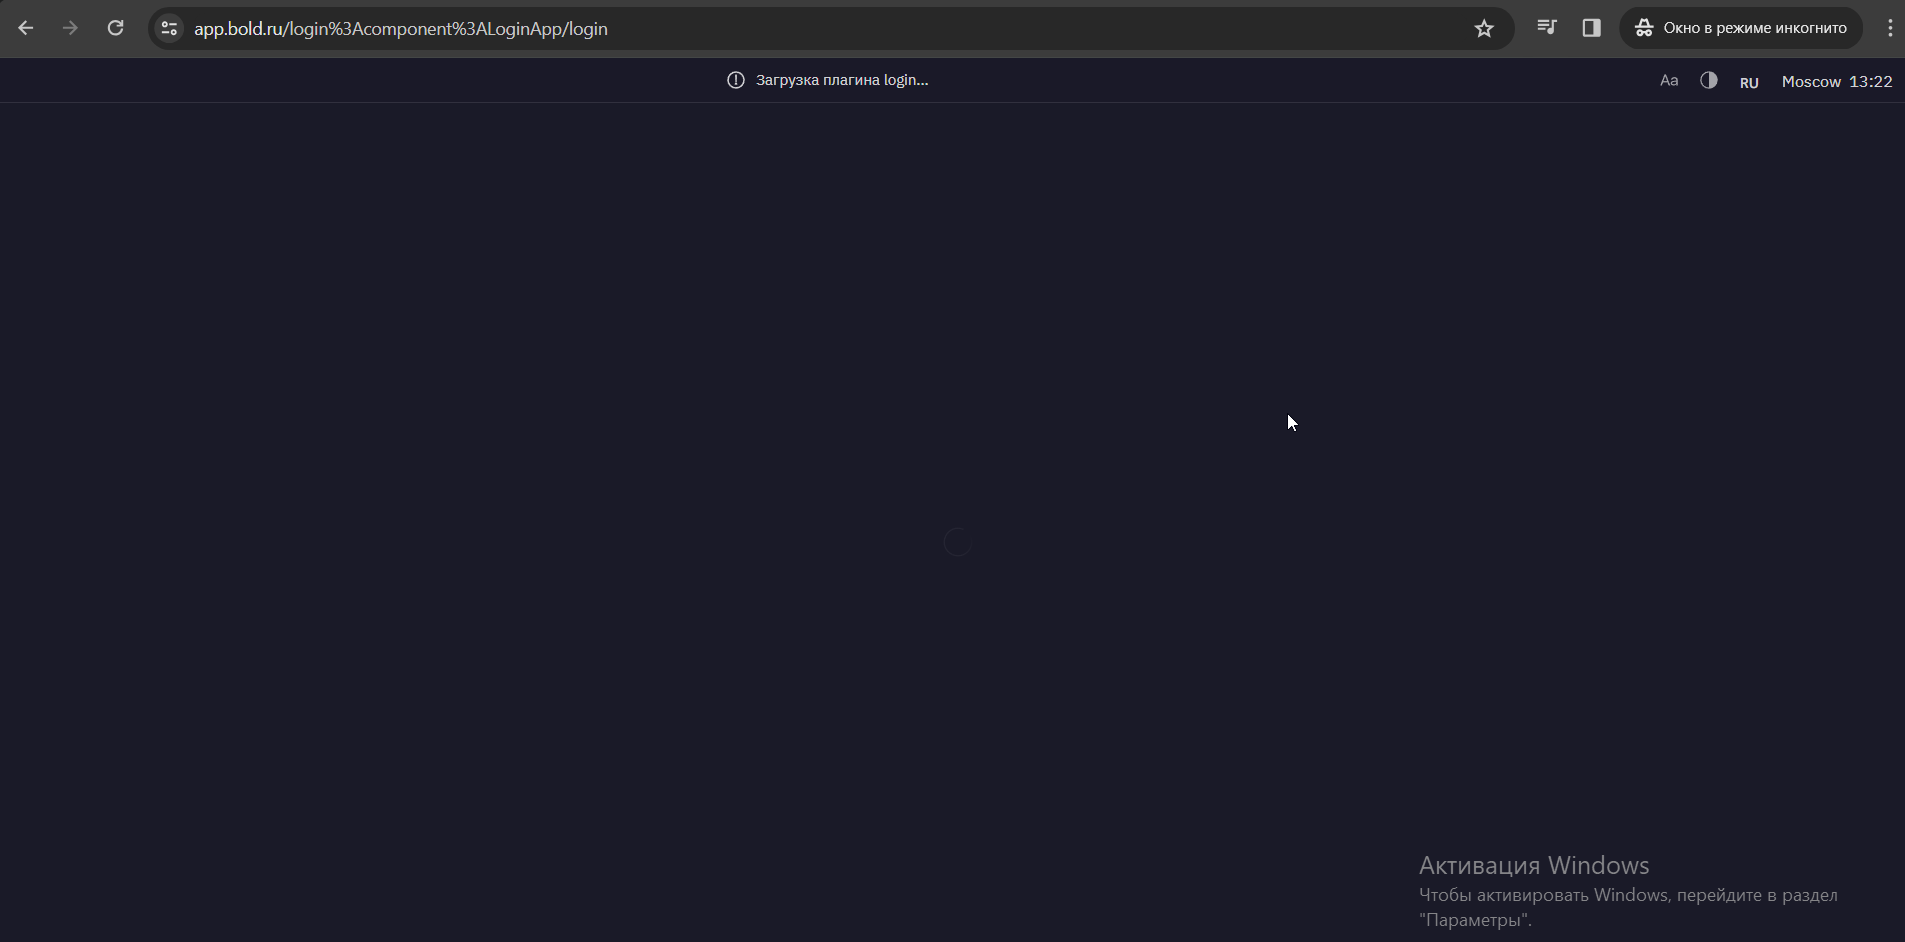 app.bold.ru/login%3Acomponent%3ALoginApp/login
Окно в режиме инкогнито
Загрузка плагина login...
Aa
RU
Moscow 13:22
Активация Windows
Чтобы активировать Windows, перейдите в раздел
"Параметры".